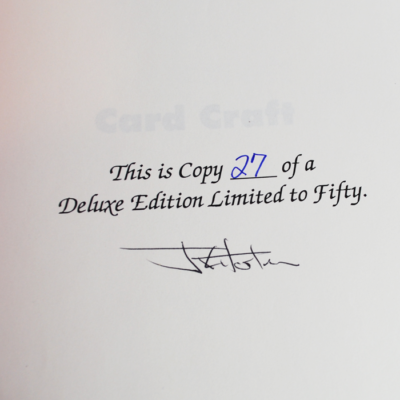 Card Craft
This is Copy 27 of a
Deluxe Edition Limited to Fifty.